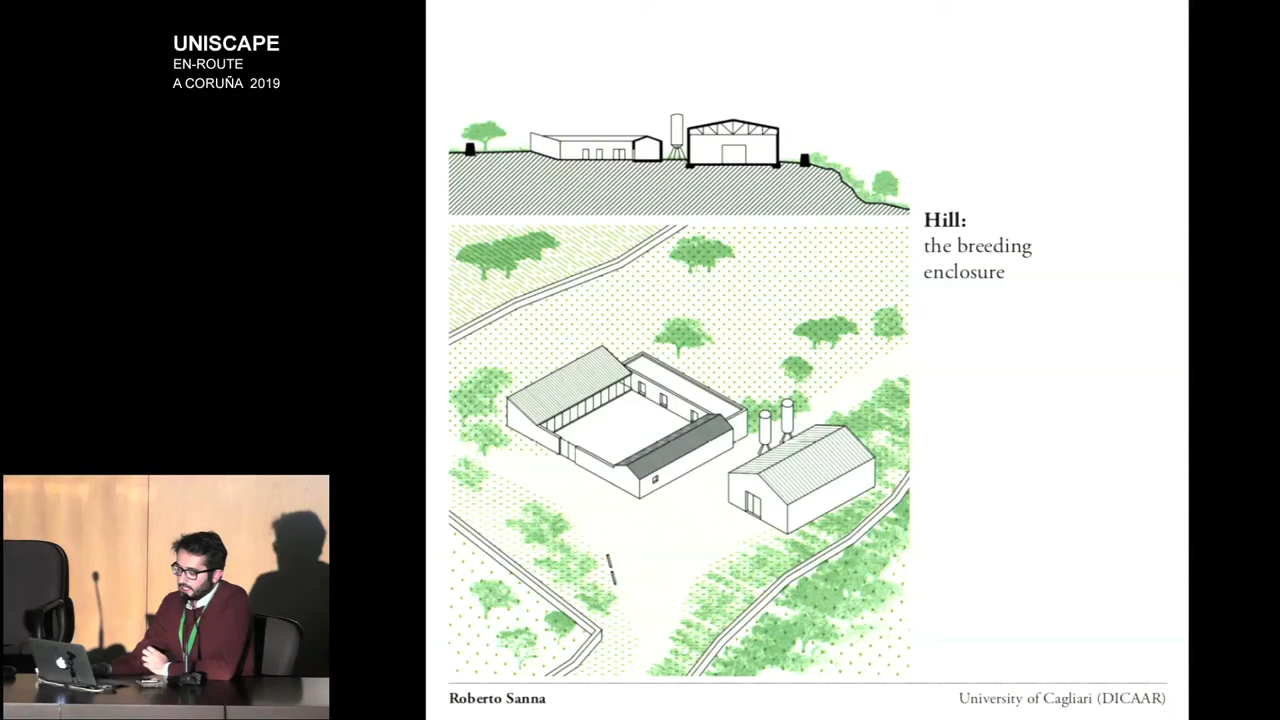 UNISCAPE
EN-ROUTE
A CORUÑA 2019
Hill:
the breeding
enclosure
Roberto Sanna
University of Cagliari (DICAAR)